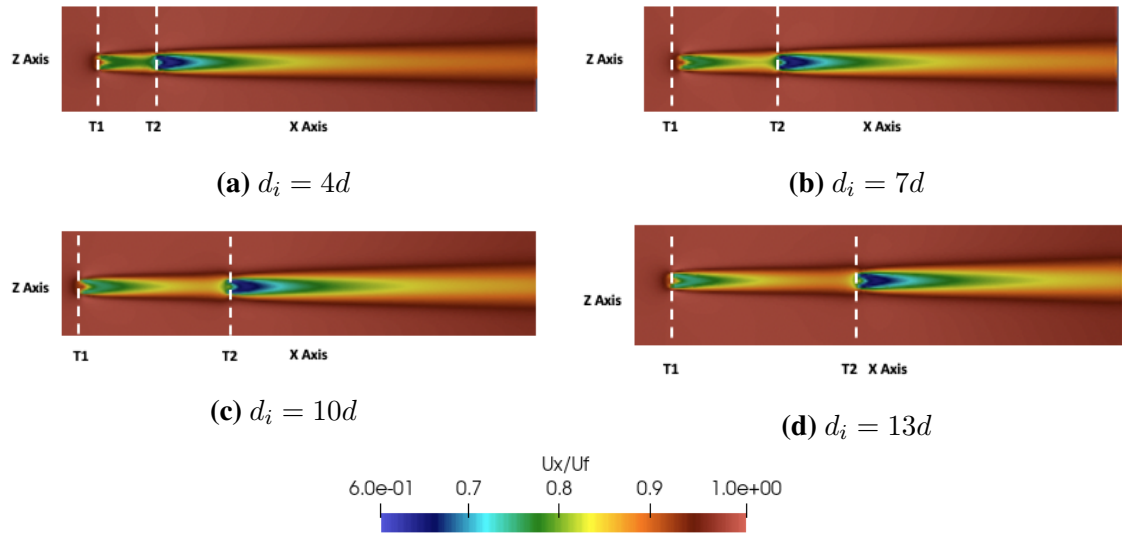 Z Axis
T1
T2
X Axis
(a) d_i = 4d
Z Axis
T1
T2
X Axis
(b) d_i = 7d
Z Axis
T1
T2
X Axis
(c) d_i = 10d
Z Axis
T1
T2
X Axis
(d) d_i = 13d
Ux/Uf
6.0e-01 0.7 0.8 0.9 1.0e+00